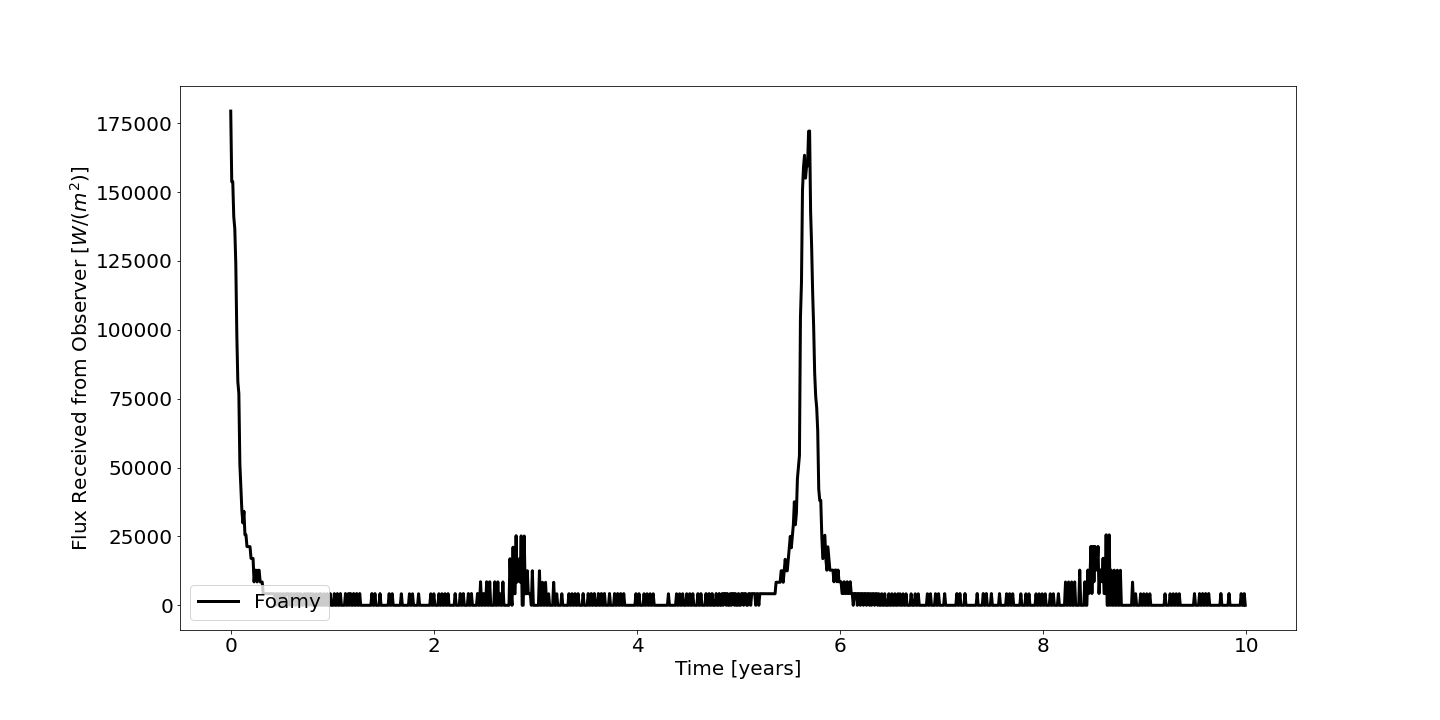 175000
150000
125000
100000
75000
50000
25000
0
Flux Received from Observer [W/(m²)]
Foamy
0 2 4 6 8 10
Time [years]